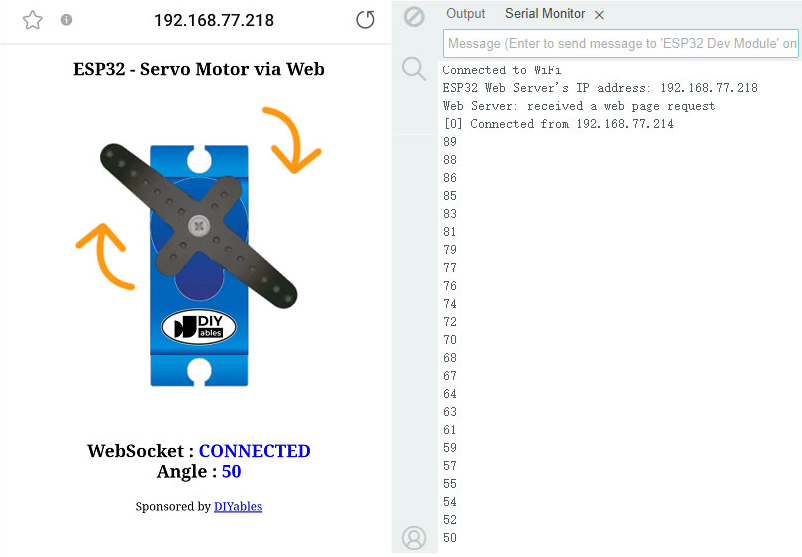 192.168.77.218
ESP32 - Servo Motor via Web
DIY
ables
WebSocket : CONNECTED
Angle : 50
Sponsored by DIYables
Output Serial Monitor
Message (Enter to send message to 'ESP32 Dev Module' on
Connected to WiFi
ESP32 Web Server's IP address: 192.168.77.218
Web Server: received a web page request
[0] Connected from 192.168.77.214
89
88
86
85
83
81
79
77
76
74
72
70
68
67
64
63
61
59
57
55
54
52
50